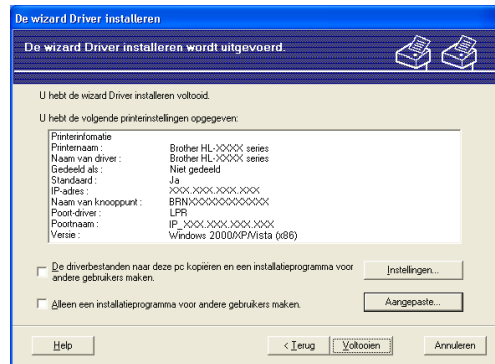 De wizard Driver installeren
De wizard Driver installeren wordt uitgevoerd.
U hebt de wizard Driver installeren voltooid.
U hebt de volgende printerinstellingen opgegeven:
Printerinfomatie
Printernaam : Brother HL-XXXX series
Naam van driver : Brother HL-XXXX series
Gedeeld als : Niet gedeeld
Standaard : Ja
IP-adres : XXX.XXX.XXX.XXX
Naam van knooppunt : BRNXXXXXXXXXXXX
Poort-driver : LPR
Poortnaam : IP_XXX.XXX.XXX.XXX
Versie : Windows 2000/XP/Vista (x86)
De driverbestanden naar deze pc kopiëren en een installatieprogramma voor
andere gebruikers maken.
Instellingen...
Alleen een installatieprogramma voor andere gebruikers maken.
Aangepaste...
Help
< Terug
Voltooien
Annuleren